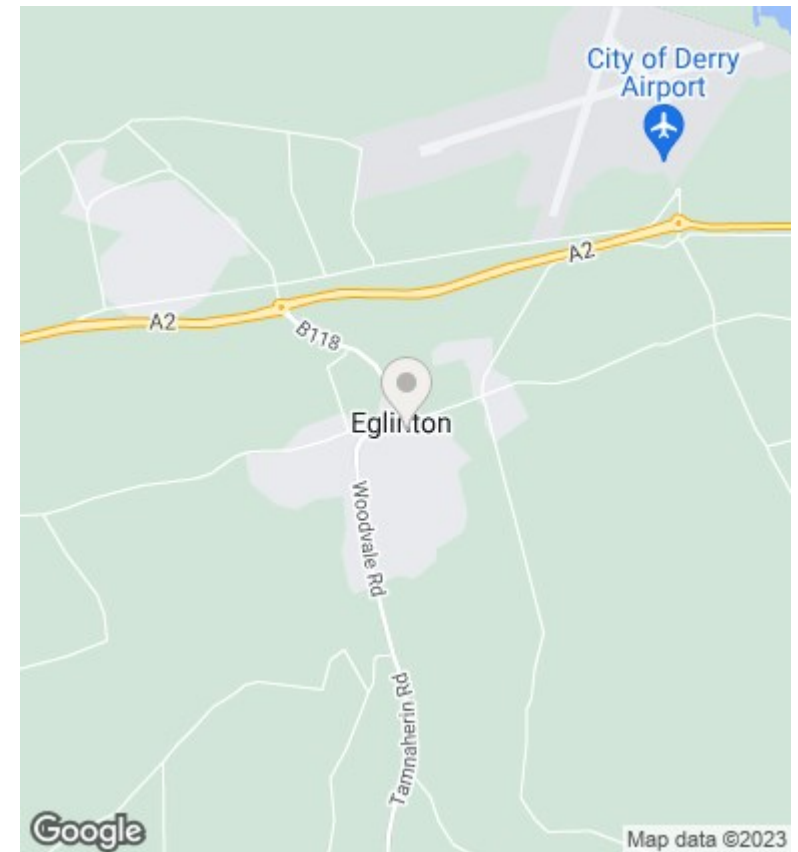 City of Derry
Airport
A2
A2
B118
Eglinton
Woodvale Rd
Tamnaherin Rd
Google
Map data ©2023